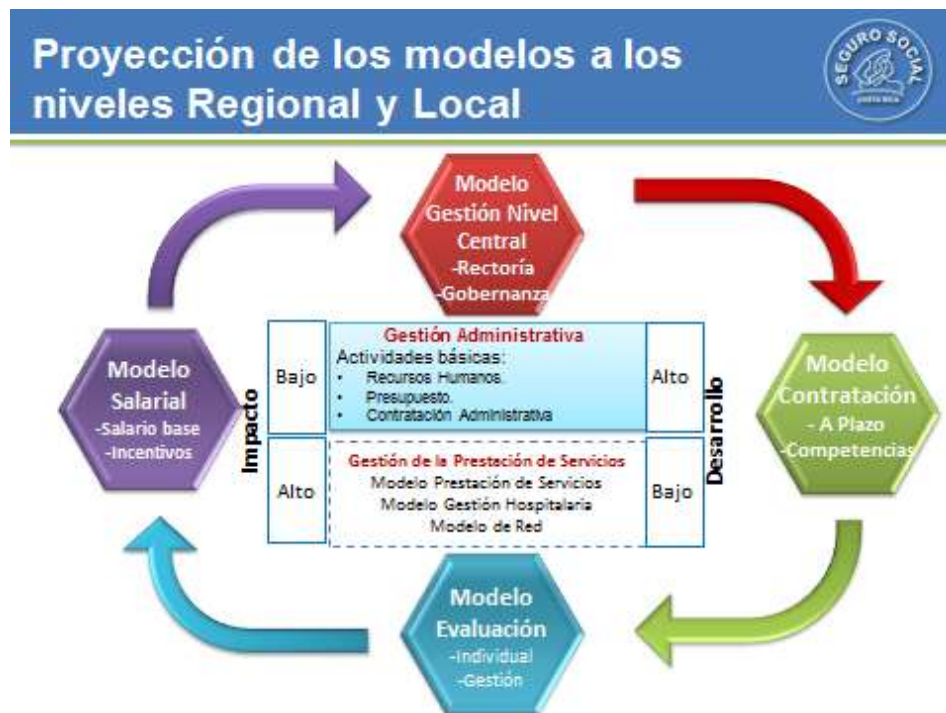 Proyección de los modelos a los
niveles Regional y Local
SEGURO SOCIAL
COSTA RICA
Modelo
Gestión Nivel
Central
-Rectoría
-Gobernanza
Modelo
Salarial
-Salario base
-Incentivos
Impacto
Bajo
Gestión Administrativa
Actividades básicas:
• Recursos Humanos.
• Presupuesto.
• Contratación Administrativa
Alto
Desarrollo
Modelo
Contratación
- A Plazo
-Competencias
Alto
Gestión de la Prestación de Servicios
Modelo Prestación de Servicios
Modelo Gestión Hospitalaria
Modelo de Red
Bajo
Modelo
Evaluación
-Individual
-Gestión